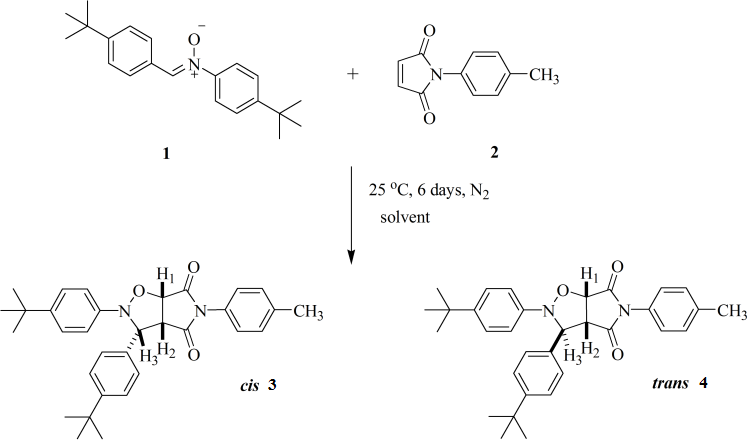 O⁻
N⁺
1
+
O
N
CH₃
O
2
25 °C, 6 days, N₂
solvent
H₁
O
O
N
N
CH₃
H₂
O
H₃
cis 3
H₁
O
O
N
N
CH₃
H₂
O
H₃
trans 4